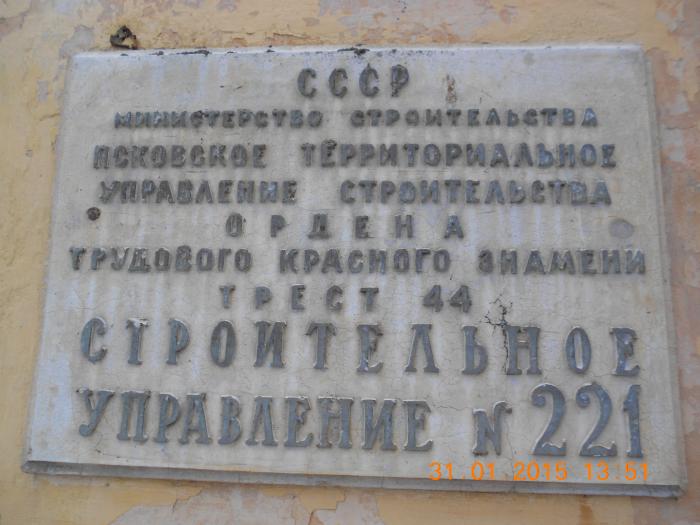 СССР
МИНИСТЕРСТВО СТРОИТЕЛЬСТВА
ПСКОВСКОЕ ТЕРРИТОРИАЛЬНОЕ
УПРАВЛЕНИЕ СТРОИТЕЛЬСТВА
ОРДЕНА
ТРУДОВОГО КРАСНОГО ЗНАМЕНИ
ТРЕСТ 44
СТРОИТЕЛЬНОЕ
УПРАВЛЕНИЕ N 221
31.01.2015 13:51